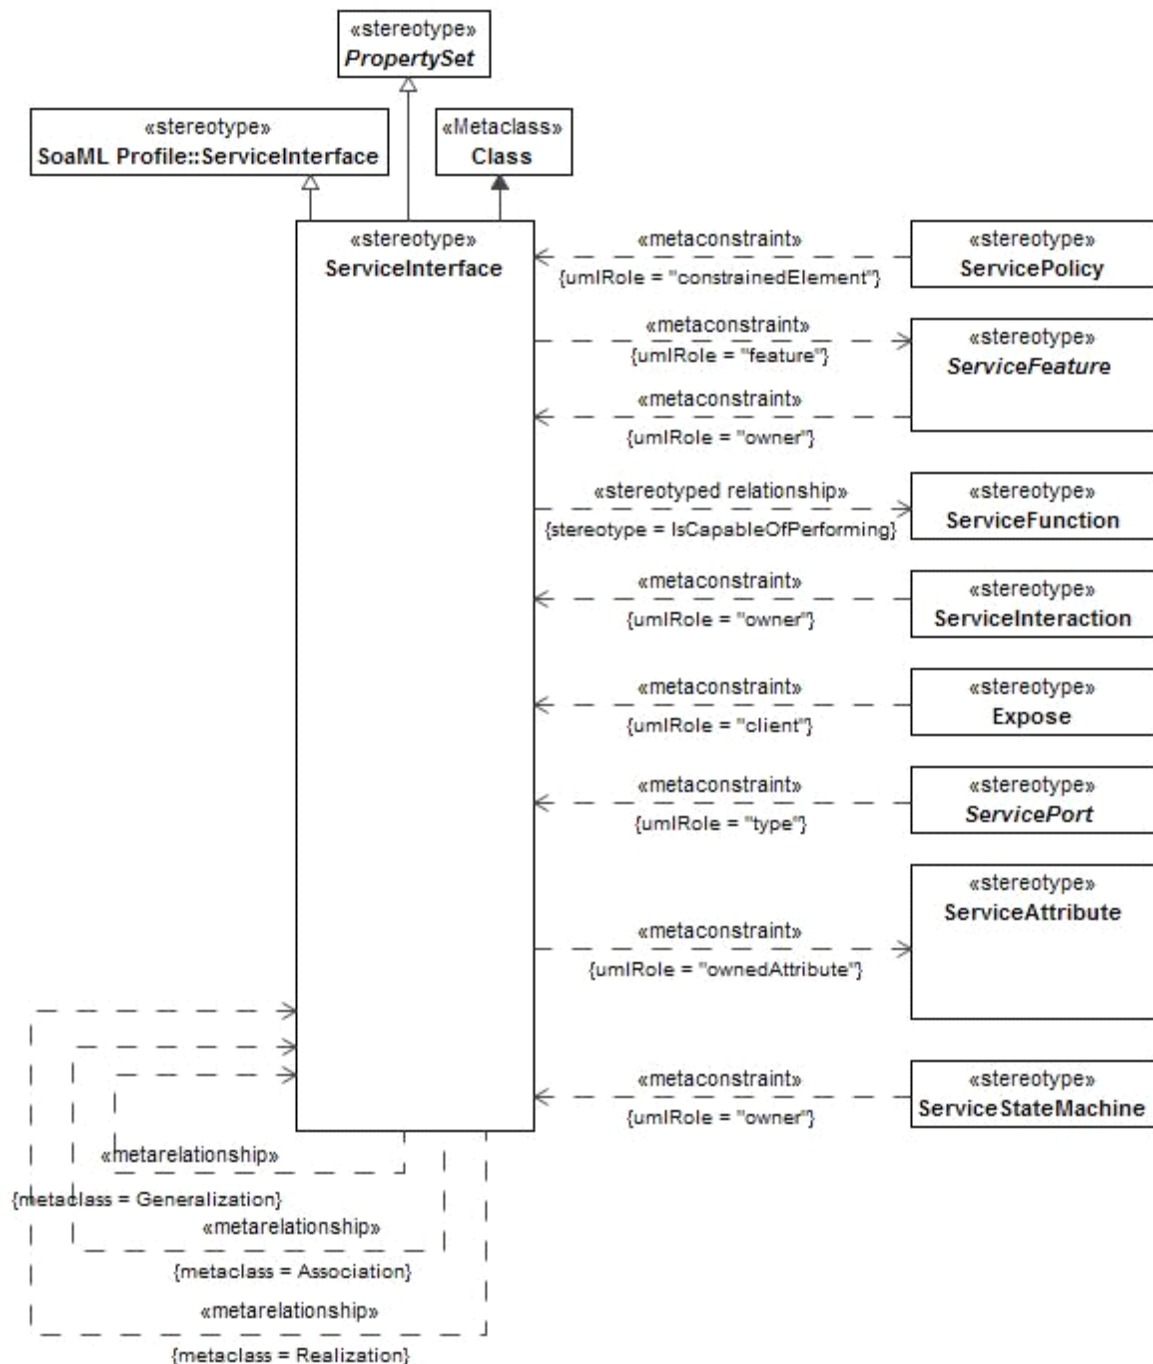 «stereotype»
PropertySet
«stereotype»
SoaML Profile::ServiceInterface
«Metaclass»
Class
«stereotype»
ServiceInterface
«metaconstraint»
{umlRole = "constrainedElement"}
«stereotype»
ServicePolicy
«metaconstraint»
{umlRole = "feature"}
«stereotype»
ServiceFeature
«metaconstraint»
{umlRole = "owner"}
«stereotyped relationship»
{stereotype = IsCapableOfPerforming}
«stereotype»
ServiceFunction
«metaconstraint»
{umlRole = "owner"}
«stereotype»
ServiceInteraction
«metaconstraint»
{umlRole = "client"}
«stereotype»
Expose
«metaconstraint»
{umlRole = "type"}
«stereotype»
ServicePort
«metaconstraint»
{umlRole = "ownedAttribute"}
«stereotype»
ServiceAttribute
«metaconstraint»
{umlRole = "owner"}
«stereotype»
ServiceStateMachine
«metarelationship»
{metaclass = Generalization}
«metarelationship»
{metaclass = Association}
«metarelationship»
{metaclass = Realization}